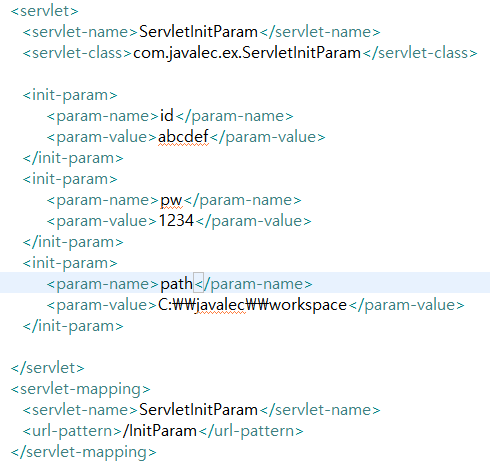 <servlet>
<servlet-name>ServletInitParam</servlet-name>
<servlet-class>com.javalec.ex.ServletInitParam</servlet-class>
<init-param>
<param-name>id</param-name>
<param-value>abcdef</param-value>
</init-param>
<init-param>
<param-name>pw</param-name>
<param-value>1234</param-value>
</init-param>
<init-param>
<param-name>path</param-name>
<param-value>C:₩₩javalec₩₩workspace</param-value>
</init-param>
</servlet>
<servlet-mapping>
<servlet-name>ServletInitParam</servlet-name>
<url-pattern>/InitParam</url-pattern>
</servlet-mapping>